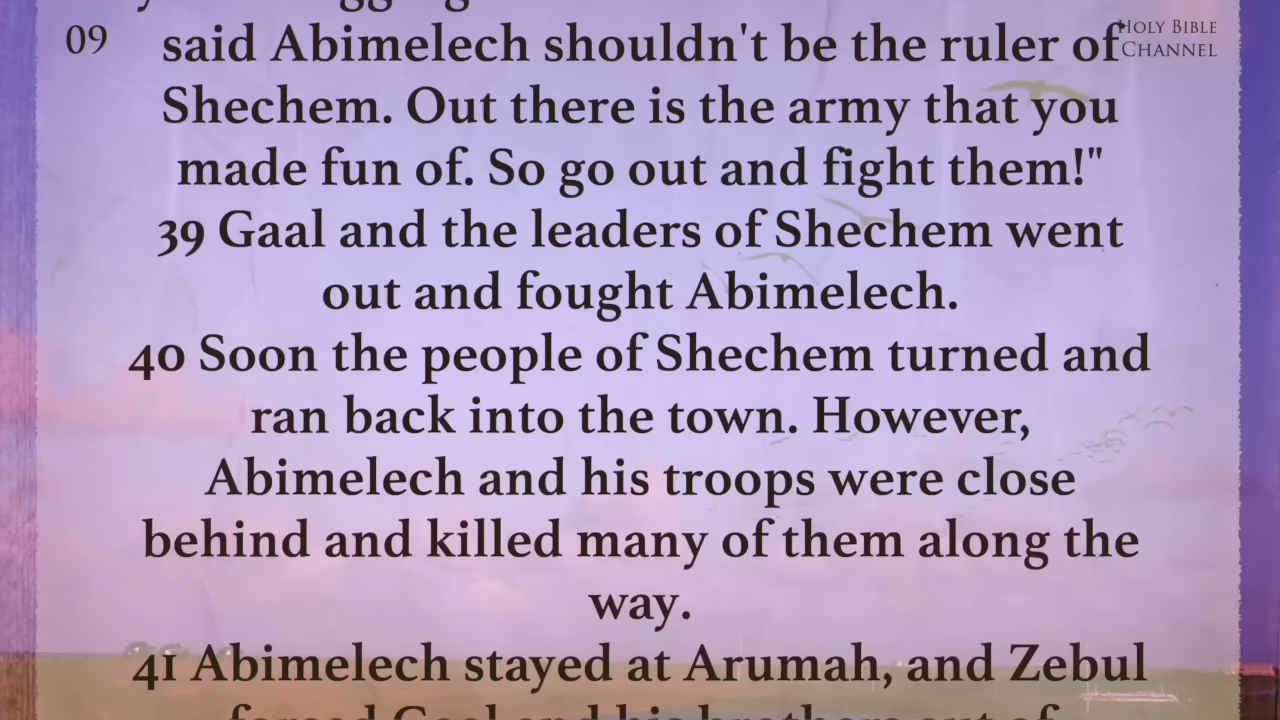 09
HOLY BIBLE
CHANNEL
said Abimelech shouldn't be the ruler of
Shechem. Out there is the army that you
made fun of. So go out and fight them!"
39 Gaal and the leaders of Shechem went
out and fought Abimelech.
40 Soon the people of Shechem turned and
ran back into the town. However,
Abimelech and his troops were close
behind and killed many of them along the
way.
41 Abimelech stayed at Arumah, and Zebul